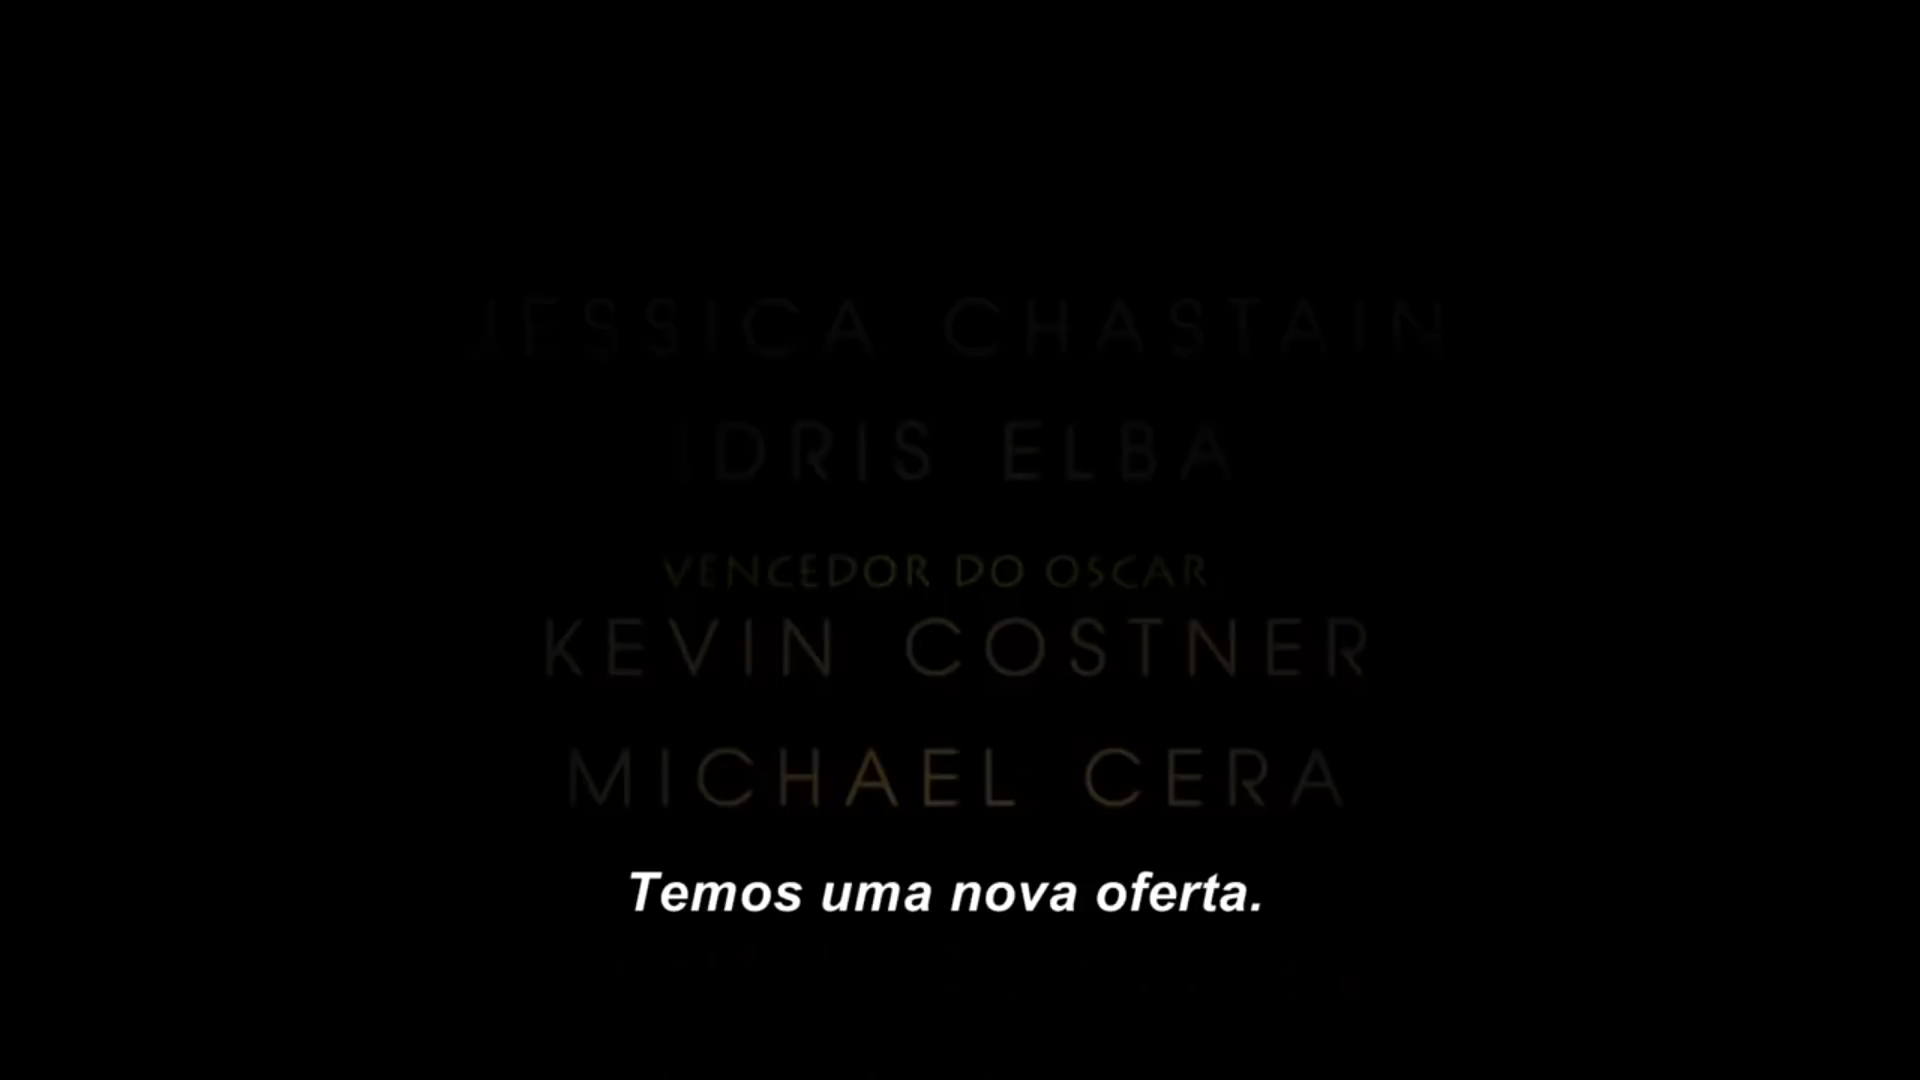 JESSICA CHASTAIN
IDRIS ELBA
VENCEDOR DO OSCAR
KEVIN COSTNER
MICHAEL CERA
Temos uma nova oferta.